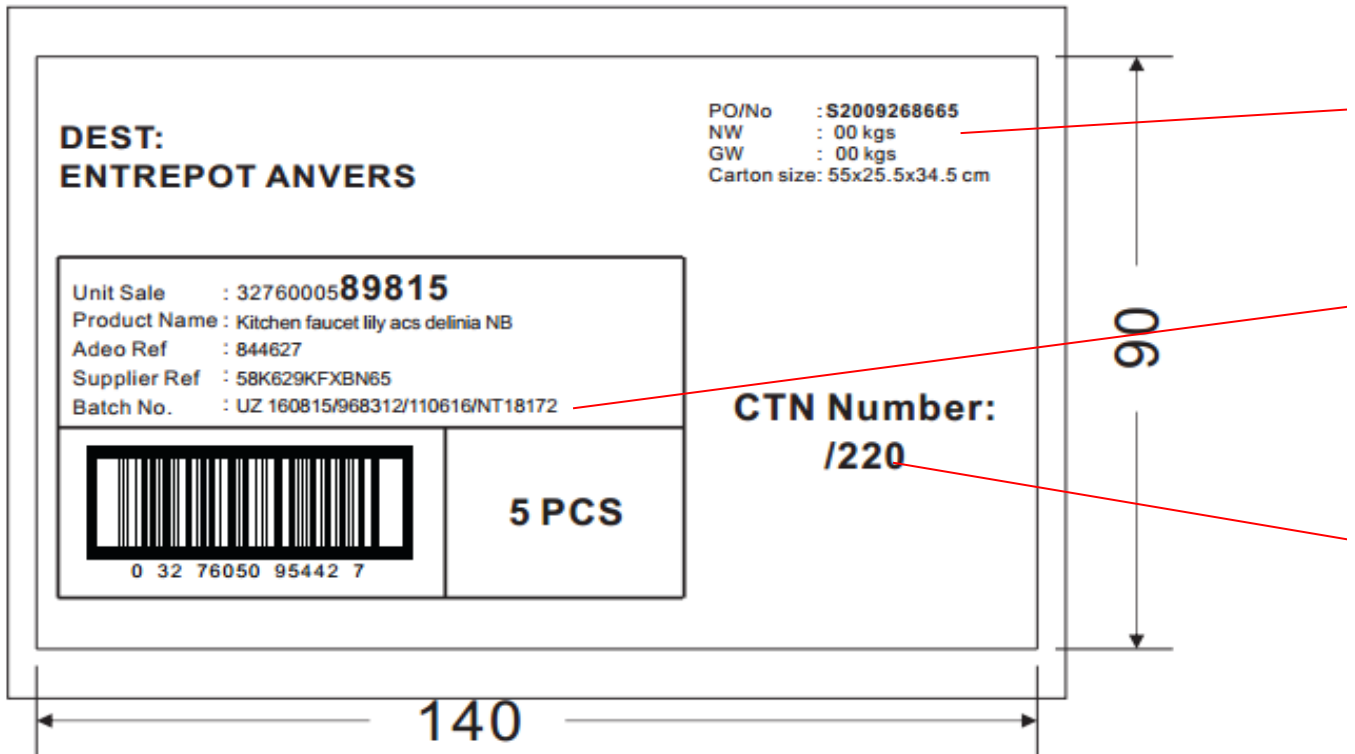 DEST:
ENTREPOT ANVERS
PO/No : S2009268665
NW : 00 kgs
GW : 00 kgs
Carton size: 55x25.5x34.5 cm
Unit Sale : 3276000589815
Product Name : Kitchen faucet lily acs delinia NB
Adeo Ref : 844627
Supplier Ref : 58K629KFXBN65
Batch No. : UZ 160815/968312/110616/NT18172
0 32 76050 95442 7
5 PCS
CTN Number:
/220
90
140